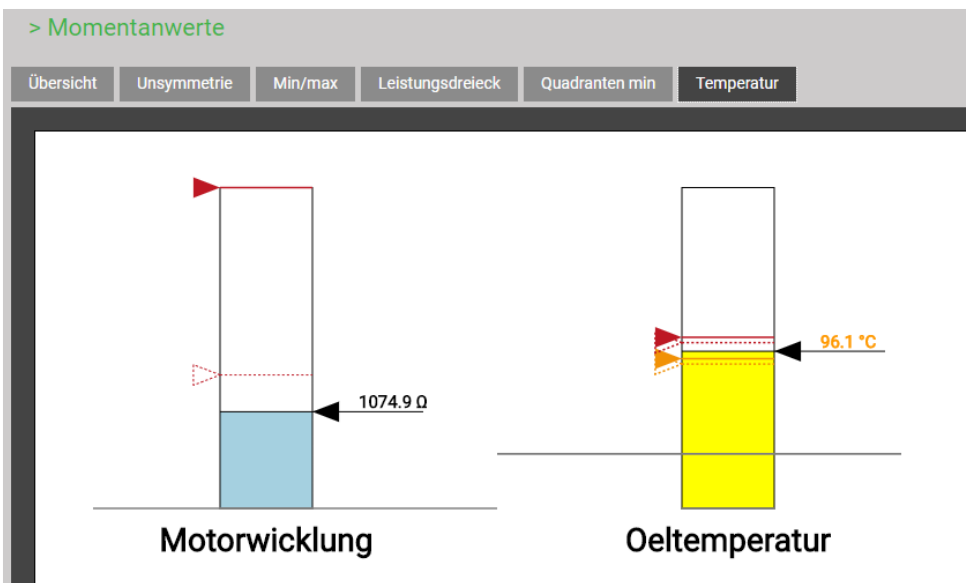 > Momentanwerte
Übersicht Unsymmetrie Min/max Leistungsdreieck Quadranten min Temperatur
96.1 °C
1074.9 Ω
Motorwicklung Oeltemperatur